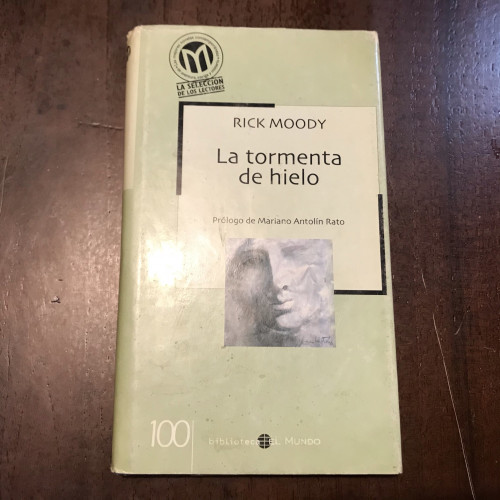 LA SELECCIÓN
DE LOS LECTORES
RICK MOODY
La tormenta
de hielo
Prólogo de Mariano Antolín Rato
100
biblioteca EL MUNDO